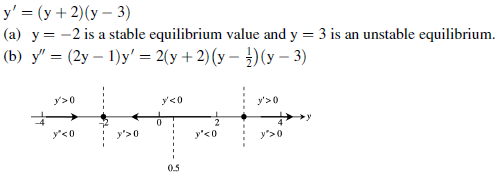 y′ = (y + 2)(y − 3)
(a) y = −2 is a stable equilibrium value and y = 3 is an unstable equilibrium.
(b) y″ = (2y − 1)y′ = 2(y + 2)(y − 1/2)(y − 3)
y'>0 y'<0 y'>0
-4 -2 0 2 4 y
y"<0 y">0 y"<0 y">0
0.5